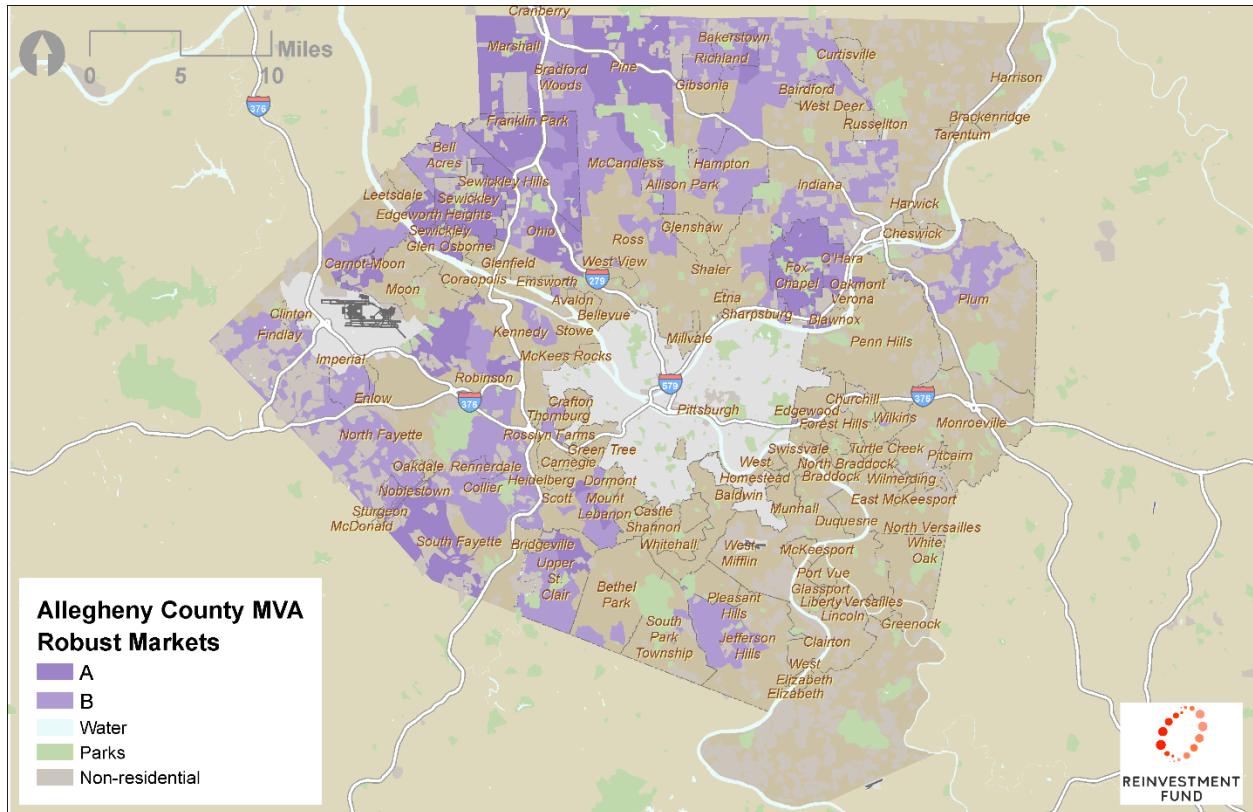 Cranberry
Marshall
Bakerstown
Richland
Curtisville
Bradford
Woods
Pine
Gibsonia
Bairdford
West Deer
Russellton
Harrison
Brackenridge
Tarentum
Miles
0
5
10
376
Franklin Park
Bell
Acres
McCandless
Hampton
Allison Park
Indiana
Harwick
Cheswick
Sewickley Hills
Leetsdale
Sewickley
Edgeworth Heights
Sewickley
Glen Osborne
Ohio
Ross
Glenshaw
West View
279
Glenfield
Emsworth
Shaler
Fox
Chapel
O'Hara
Oakmont
Verona
Blawnox
Plum
Carnot-Moon
Moon
Coraopolis
Avalon
Bellevue
Stowe
Etna
Sharpsburg
Millvale
Penn Hills
Clinton
Findlay
Imperial
Kennedy
McKees Rocks
Robinson
Enlow
376
579
Crafton
Thornburg
Pittsburgh
Edgewood
Forest Hills
Churchill
376
Wilkins
Monroeville
North Fayette
Rosslyn Farms
Green Tree
Carnegie
Swissvale
Turtle Creek
Pitcairn
Oakdale
Rennerdale
Heidelberg
Scott
Dormont
Mount
Lebanon
West
Homestead
Baldwin
North Braddock
Braddock
Wilmerding
East McKeesport
Noblestown
Collier
Sturgeon
McDonald
South Fayette
Bridgeville
Upper
St.
Clair
Castle
Shannon
Whitehall
Munhall
Duquesne
North Versailles
White
Oak
West
Mifflin
McKeesport
Port Vue
Glassport
Liberty
Versailles
Lincoln
Greenock
Bethel
Park
Pleasant
Hills
South
Park
Township
Jefferson
Hills
Clairton
West
Elizabeth
Elizabeth
Allegheny County MVA
Robust Markets
A
B
Water
Parks
Non-residential
REINVESTMENT
FUND